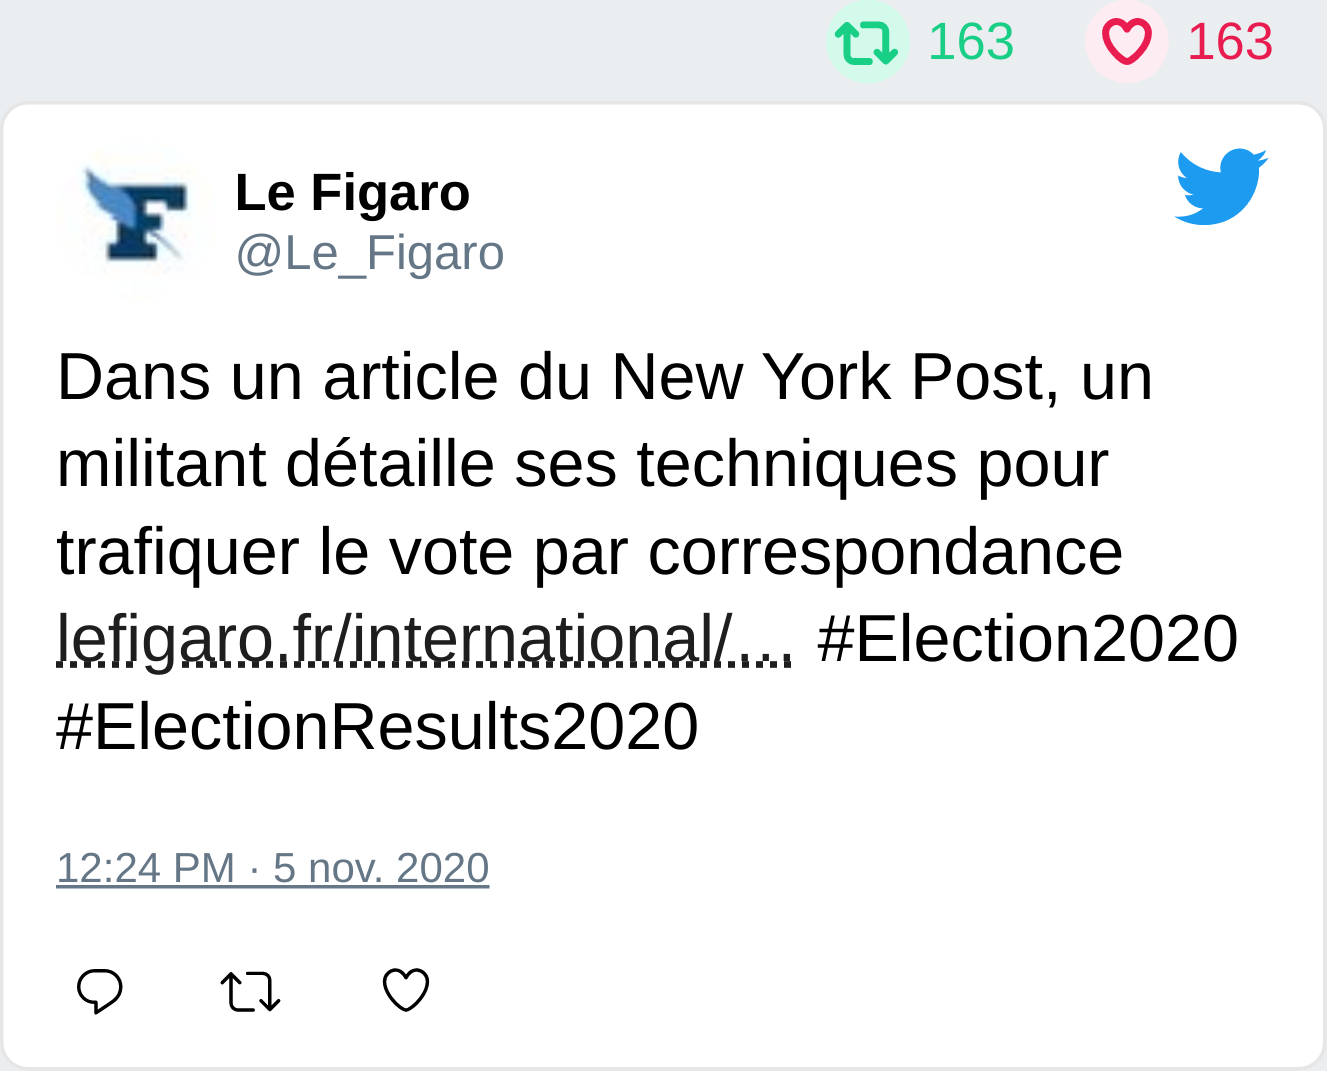 163 163
Le Figaro
@Le_Figaro
Dans un article du New York Post, un
militant détaille ses techniques pour
trafiquer le vote par correspondance
lefigaro.fr/international/… #Election2020
#ElectionResults2020
12:24 PM · 5 nov. 2020